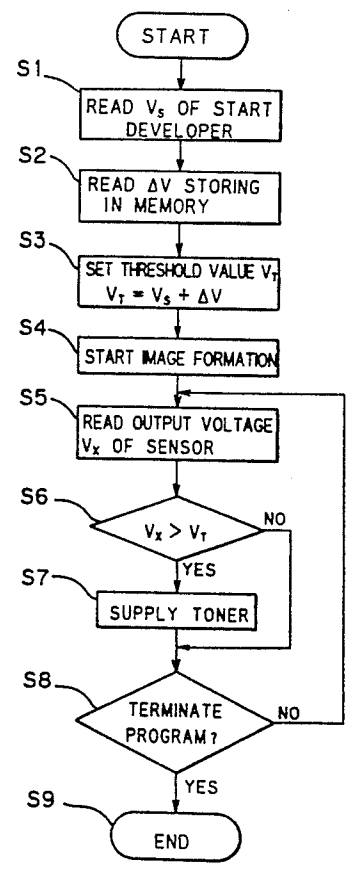 START
S1
READ Vs OF START
DEVELOPER
S2
READ ΔV STORING
IN MEMORY
S3
SET THRESHOLD VALUE VT
VT = VS + ΔV
S4
START IMAGE FORMATION
S5
READ OUTPUT VOLTAGE
VX OF SENSOR
S6
VX > VT
NO
YES
S7
SUPPLY TONER
S8
TERMINATE
PROGRAM?
NO
YES
S9
END